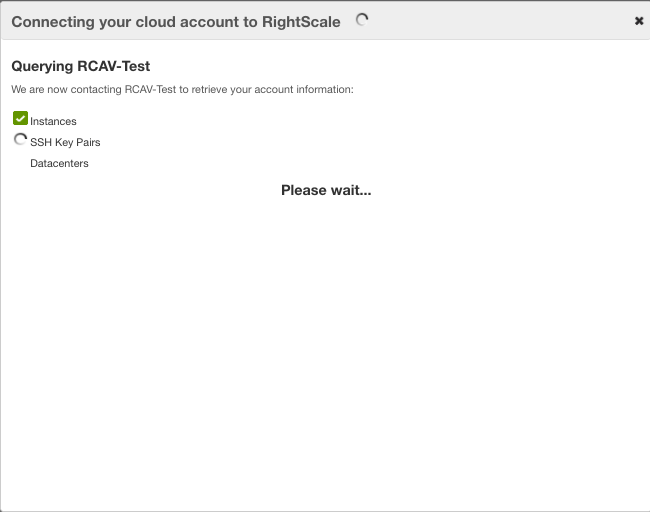 Connecting your cloud account to RightScale
Querying RCAV-Test
We are now contacting RCAV-Test to retrieve your account information:
Instances
SSH Key Pairs
Datacenters
Please wait...